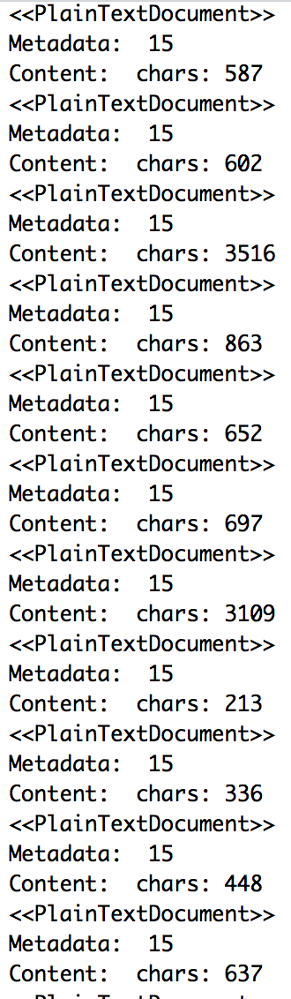 <<PlainTextDocument>>
Metadata:  15
Content:  chars: 587
<<PlainTextDocument>>
Metadata:  15
Content:  chars: 602
<<PlainTextDocument>>
Metadata:  15
Content:  chars: 3516
<<PlainTextDocument>>
Metadata:  15
Content:  chars: 863
<<PlainTextDocument>>
Metadata:  15
Content:  chars: 652
<<PlainTextDocument>>
Metadata:  15
Content:  chars: 697
<<PlainTextDocument>>
Metadata:  15
Content:  chars: 3109
<<PlainTextDocument>>
Metadata:  15
Content:  chars: 213
<<PlainTextDocument>>
Metadata:  15
Content:  chars: 336
<<PlainTextDocument>>
Metadata:  15
Content:  chars: 448
<<PlainTextDocument>>
Metadata:  15
Content:  chars: 637
<<PlainTextDocument>>